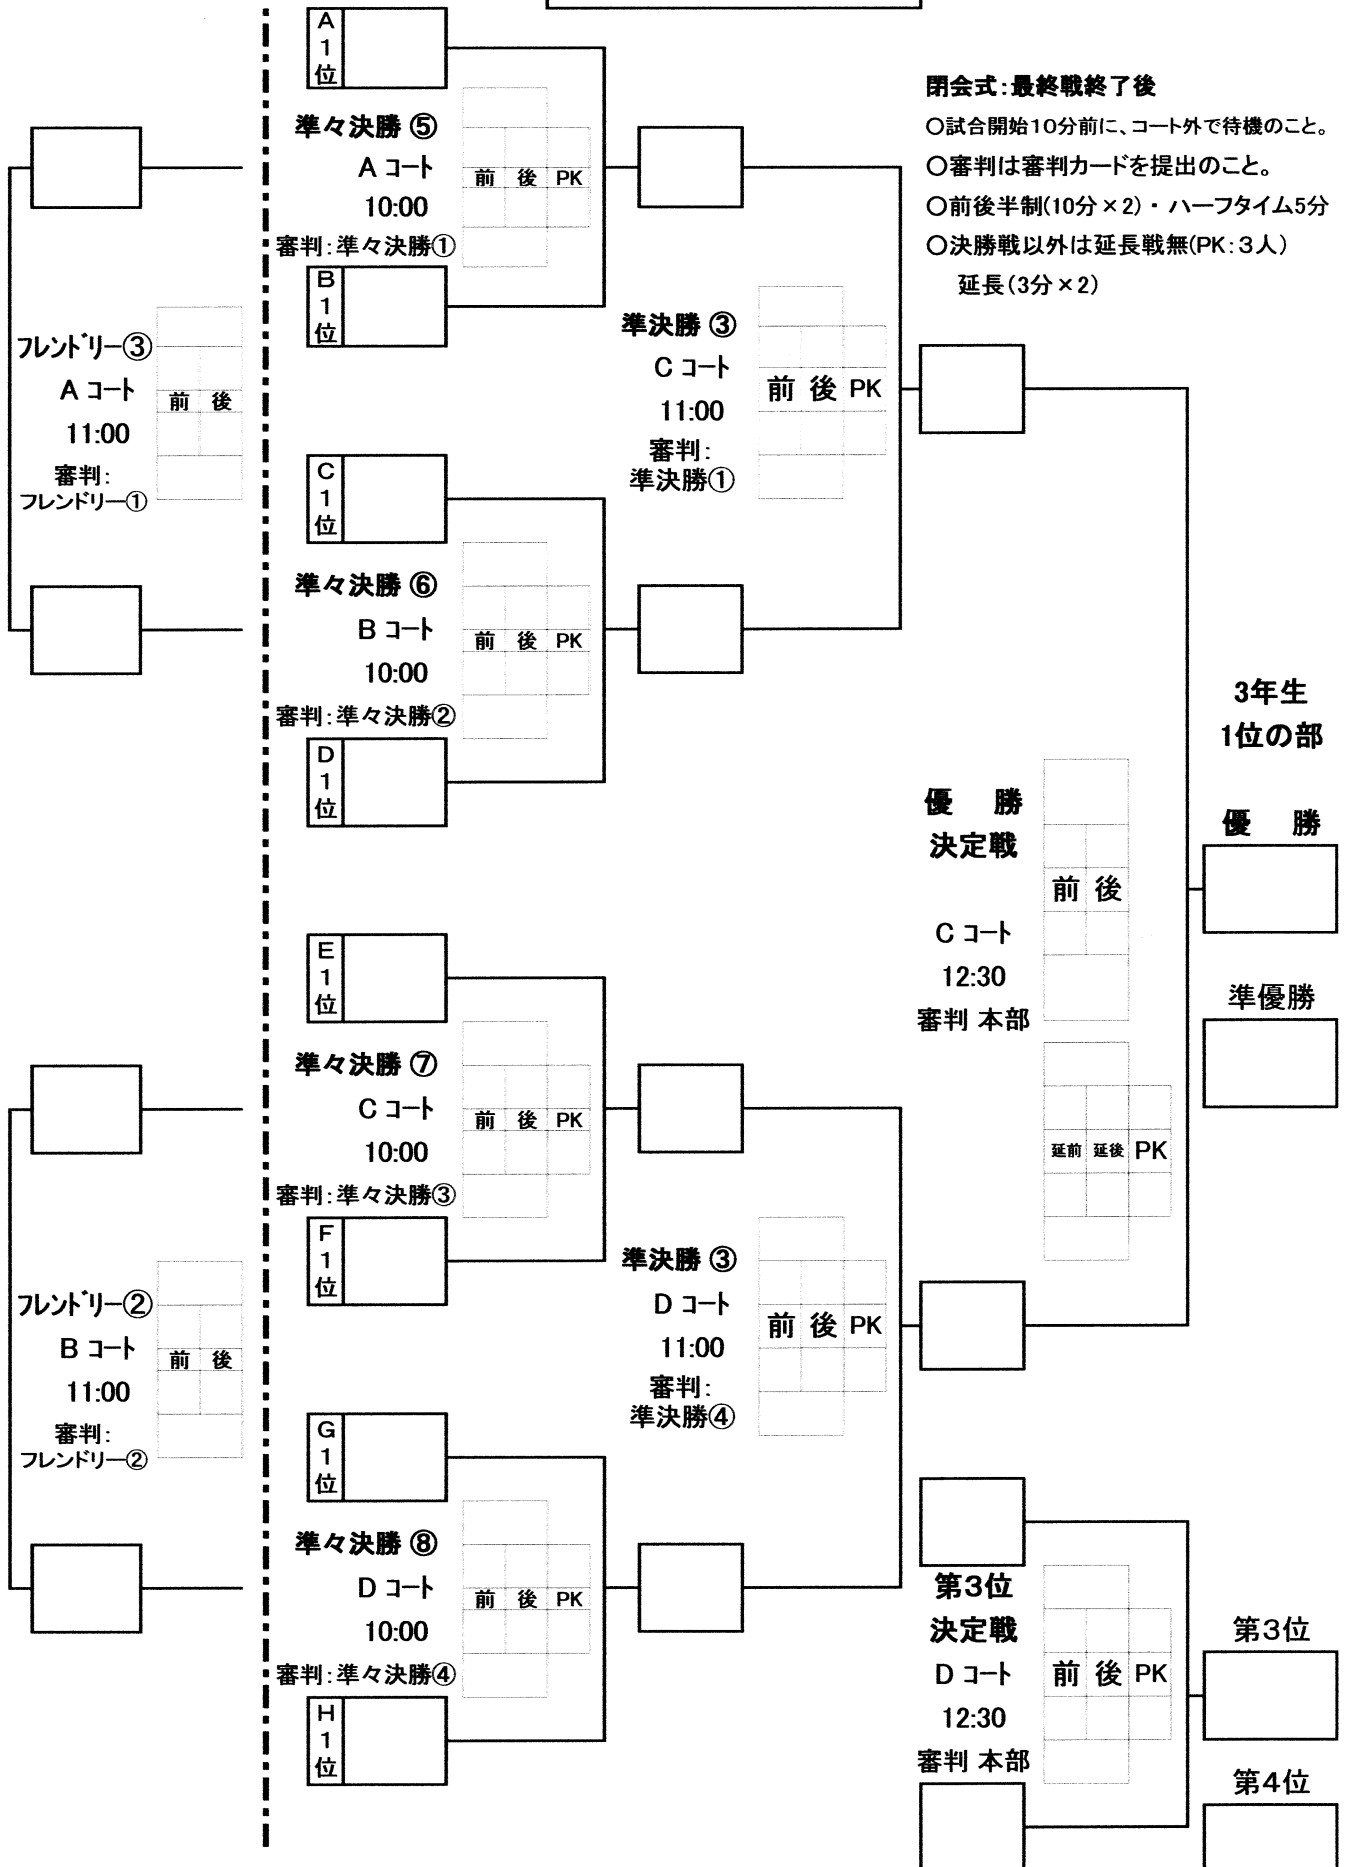 閉会式:最終戦終了後
○試合開始10分前に、コート外で待機のこと。
○審判は審判カードを提出のこと。
○前後半制(10分×2)・ハーフタイム5分
○決勝戦以外は延長戦無(PK:3人)
延長(3分×2)
フレンドリー③
A コート
11:00
審判:
フレンドリー①
前 後
フレンドリー②
B コート
11:00
審判:
フレンドリー②
前 後
A
1
位
準々決勝 ⑤
A コート
10:00
審判:準々決勝①
前 後 PK
B
1
位
C
1
位
準々決勝 ⑥
B コート
10:00
審判:準々決勝②
前 後 PK
D
1
位
E
1
位
準々決勝 ⑦
C コート
10:00
審判:準々決勝③
前 後 PK
F
1
位
G
1
位
準々決勝 ⑧
D コート
10:00
審判:準々決勝④
前 後 PK
H
1
位
準決勝 ③
C コート
11:00
審判:
準決勝①
前 後 PK
準決勝 ③
D コート
11:00
審判:
準決勝④
前 後 PK
優 勝
決定戦
C コート
12:30
審判 本部
前 後
延前 延後 PK
第3位
決定戦
D コート
12:30
審判 本部
前 後 PK
3年生
1位の部
優 勝
準優勝
第3位
第4位